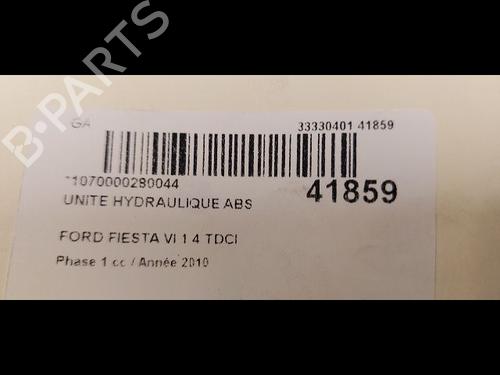 B-PARTS
GA
33330401 41859
*1070000280044
41859
UNITE HYDRAULIQUE ABS
FORD FIESTA VI 1 4 TDCI
Phase 1 cc / Année 2010